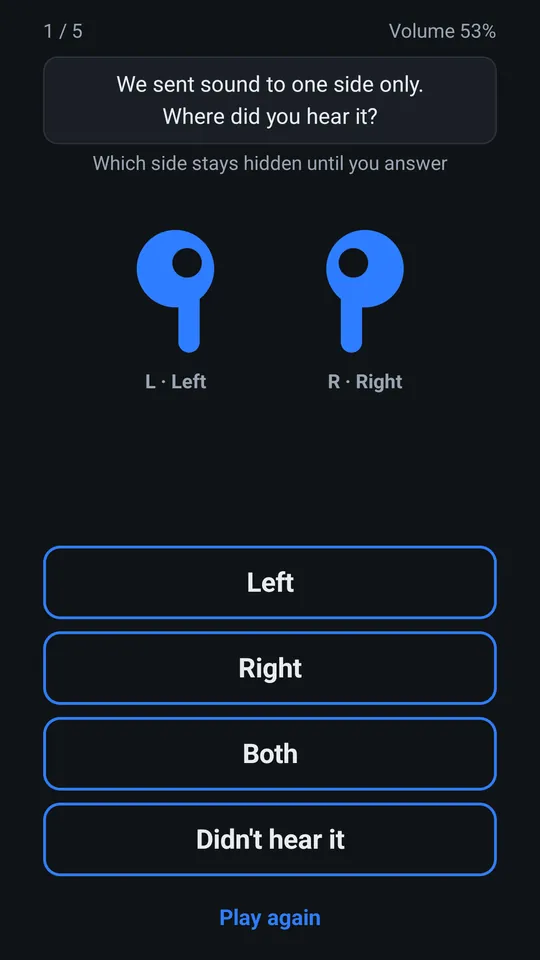 1 / 5
Volume 53%
We sent sound to one side only.
Where did you hear it?
Which side stays hidden until you answer
L · Left
R · Right
Left
Right
Both
Didn't hear it
Play again